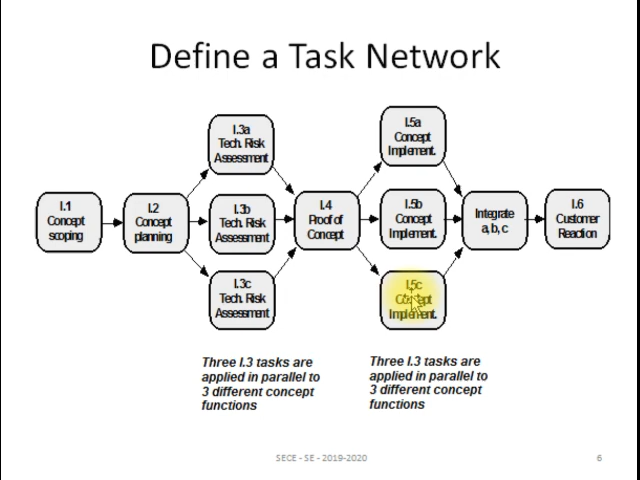 Define a Task Network
I.1
Concept
scoping
I.2
Concept
planning
I.3a
Tech. Risk
Assessment
I.3b
Tech. Risk
Assessment
I.3c
Tech. Risk
Assessment
I.4
Proof of
Concept
I.5a
Concept
Implement.
I.5b
Concept
Implement.
I.5c
Concept
Implement.
Integrate
a, b, c
I.6
Customer
Reaction
Three I.3 tasks are
applied in parallel to
3 different concept
functions
Three I.3 tasks are
applied in parallel to
3 different concept
functions
SECE - SE - 2019-2020
6